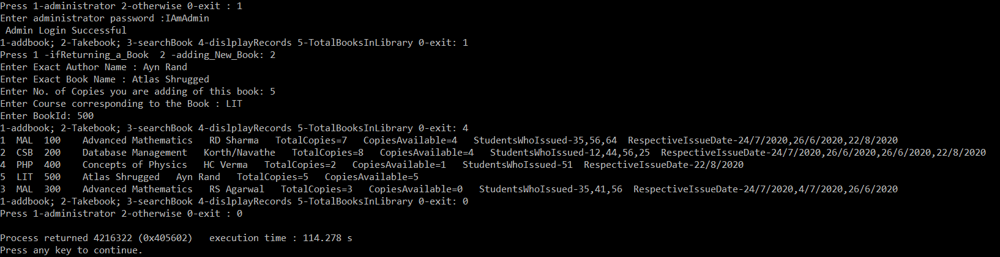 Press 1-administrator 2-otherwise 0-exit : 1
Enter administrator password :IAmAdmin
 Admin Login Successful
1-addbook; 2-Takebook; 3-searchBook 4-dislplayRecords 5-TotalBooksInLibrary 0-exit: 1
Press 1 -ifReturning_a_Book  2 -adding_New_Book: 2
Enter Exact Author Name : Ayn Rand
Enter Exact Book Name : Atlas Shrugged
Enter No. of Copies you are adding of this book: 5
Enter Course corresponding to the Book : LIT
Enter BookId: 500
1-addbook; 2-Takebook; 3-searchBook 4-dislplayRecords 5-TotalBooksInLibrary 0-exit: 4
1  MAL  100    Advanced Mathematics   RD Sharma   TotalCopies=7   CopiesAvailable=4   StudentsWhoIssued-35,56,64  RespectiveIssueDate-24/7/2020,26/6/2020,22/8/2020
2  CSB  200    Database Management   Korth/Navathe   TotalCopies=8   CopiesAvailable=4   StudentsWhoIssued-12,44,56,25  RespectiveIssueDate-24/7/2020,26/6/2020,26/6/2020,22/8/2020
4  PHP  400    Concepts of Physics   HC Verma   TotalCopies=2   CopiesAvailable=1   StudentsWhoIssued-51  RespectiveIssueDate-22/8/2020
5  LIT  500    Atlas Shrugged   Ayn Rand   TotalCopies=5   CopiesAvailable=5
3  MAL  300    Advanced Mathematics   RS Agarwal   TotalCopies=3   CopiesAvailable=0   StudentsWhoIssued-35,41,56  RespectiveIssueDate-24/7/2020,4/7/2020,26/6/2020
1-addbook; 2-Takebook; 3-searchBook 4-dislplayRecords 5-TotalBooksInLibrary 0-exit: 0
Press 1-administrator 2-otherwise 0-exit : 0

Process returned 4216322 (0x405602)   execution time : 114.278 s
Press any key to continue.